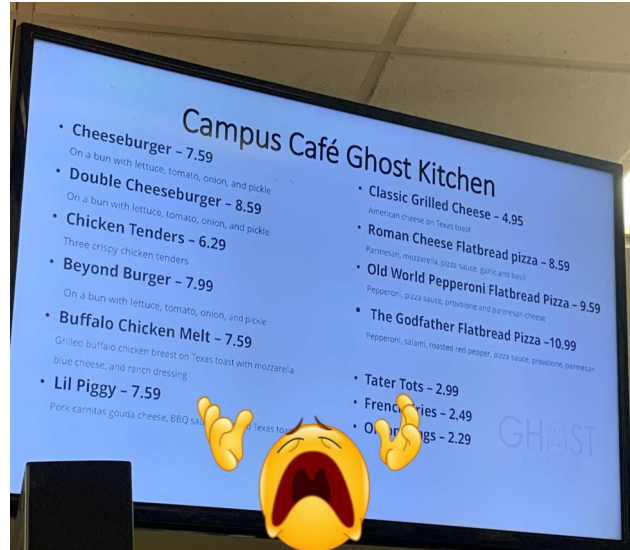 Campus Café Ghost Kitchen
• Cheeseburger – 7.59
On a bun with lettuce, tomato, onion, and pickle
• Double Cheeseburger – 8.59
On a bun with lettuce, tomato, onion, and pickle
• Chicken Tenders – 6.29
Three crispy chicken tenders
• Beyond Burger – 7.99
On a bun with lettuce, tomato, onion, and pickle
• Buffalo Chicken Melt – 7.59
Grilled buffalo chicken breast on Texas toast with mozzarella
blue cheese, and ranch dressing
• Lil Piggy – 7.59
Pork carnitas gouda cheese, BBQ Texas
• Classic Grilled Cheese – 4.95
American cheese on Texas toast
• Roman Cheese Flatbread pizza – 8.59
Parmesan, mozzarella, pizza sauce, garlic and basil
• Old World Pepperoni Flatbread Pizza – 9.59
Pepperoni, pizza sauce, provolone and parmesan cheese
• The Godfather Flatbread Pizza –10.99
Pepperoni, salami, roasted red pepper, pizza sauce, provolone, parmesan
• Tater Tots – 2.99
• – 2.49
• – 2.29
GHOST